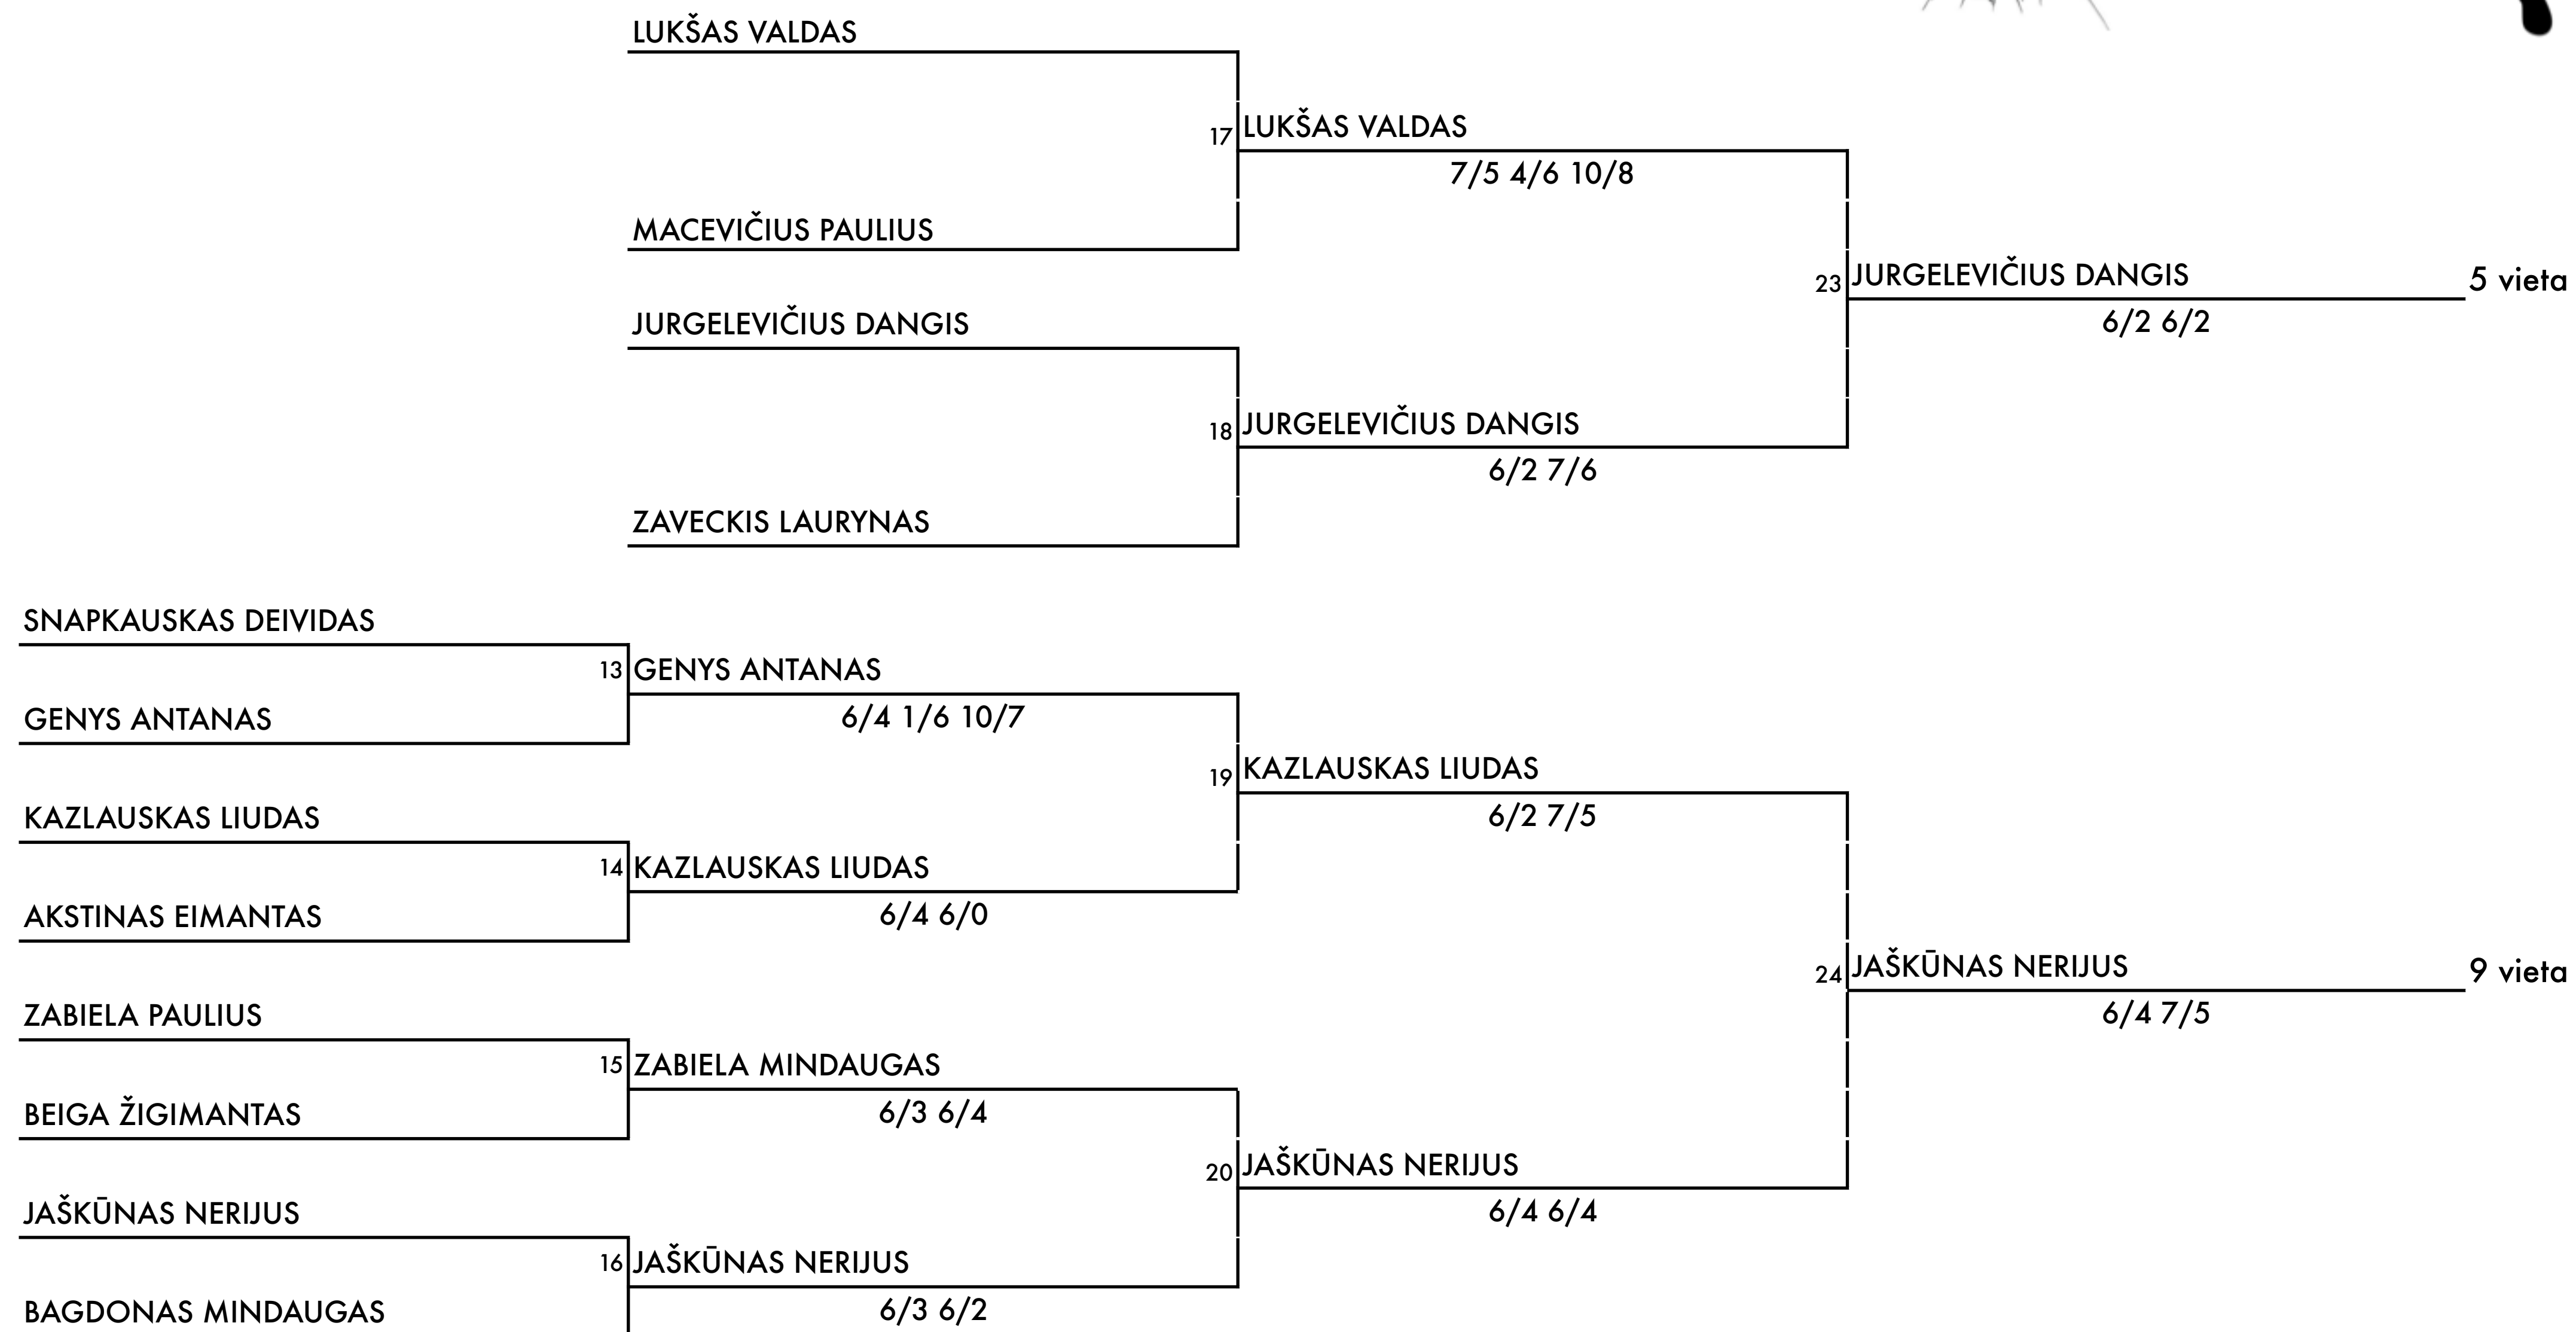 LUKŠAS VALDAS
17 LUKŠAS VALDAS
7/5 4/6 10/8
MACEVIČIUS PAULIUS
23 JURGELEVIČIUS DANGIS 5 vieta
6/2 6/2
JURGELEVIČIUS DANGIS
18 JURGELEVIČIUS DANGIS
6/2 7/6
ZAVECKIS LAURYNAS
SNAPKAUSKAS DEIVIDAS
13 GENYS ANTANAS
6/4 1/6 10/7
GENYS ANTANAS
19 KAZLAUSKAS LIUDAS
6/2 7/5
KAZLAUSKAS LIUDAS
14 KAZLAUSKAS LIUDAS
6/4 6/0
AKSTINAS EIMANTAS
24 JAŠKŪNAS NERIJUS 9 vieta
6/4 7/5
ZABIELA PAULIUS
15 ZABIELA MINDAUGAS
6/3 6/4
BEIGA ŽIGIMANTAS
20 JAŠKŪNAS NERIJUS
6/4 6/4
JAŠKŪNAS NERIJUS
16 JAŠKŪNAS NERIJUS
6/3 6/2
BAGDONAS MINDAUGAS